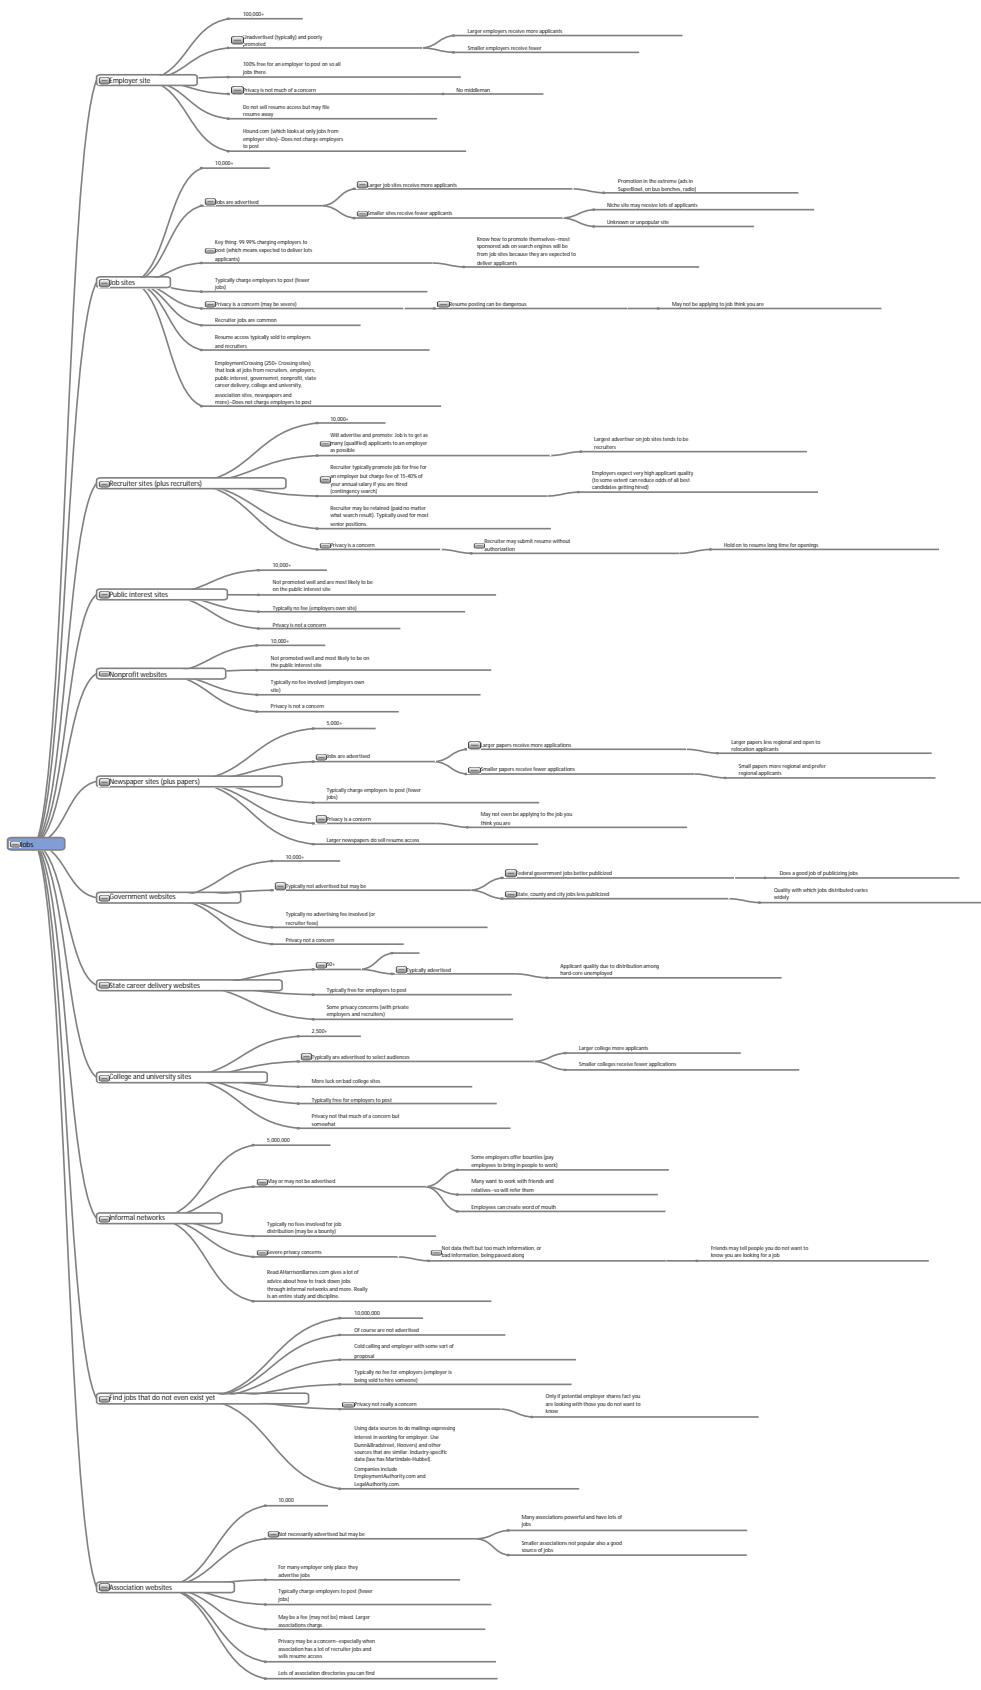 100,000+
Unadvertised (typically) and poorly
promoted
Larger employers receive more applicants
Smaller employers receive fewer
100% free for an employer to post on so all
jobs there
Employer site
Privacy is not much of a concern
No middleman
Do not sell resume access but may file
resume away
Hound.com (which looks at only jobs from
employer sites)--Does not charge employers
to post
10,000+
Jobs are advertised
Larger job sites receive more applicants
Promotion in the extreme (ads in
SuperBowl, on bus benches, radio)
Smaller sites receive fewer applicants
Niche site may receive lots of applicants
Unknown or unpopular site
Key thing: 99.99% charging employers to
post (which means expected to deliver lots
applicants)
Know how to promote themselves--most
sponsored ads on search engines will be
from job sites because they are expected to
deliver applicants
Job sites
Typically charge employers to post (fewer
jobs)
Privacy is a concern (may be severe)
Resume posting can be dangerous
May not be applying to job think you are
Recruiter jobs are common
Resume access typically sold to employers
and recruiters
EmploymentCrossing (250+ Crossing sites)
that look at jobs from recruiters, employers,
public interest, governemnt, nonprofit, state
career delivery, college and university,
association sites, newspapers and
more)--Does not charge employers to post
10,000+
Will advertise and promote: Job is to get as
many (qualified) applicants to an employer
as possible
Largest advertiser on job sites tends to be
recruiters
Recruiter sites (plus recruiters)
Recruiter typically promote job for free for
an employer but charge fee of 15-40% of
your annual salary if you are hired
(contingency search)
Employers expect very high applicant quality
(to some extent can reduce odds of all best
candidates getting hired)
Recruiter may be retained (paid no matter
what search result). Typically used for most
senior positions.
Privacy is a concern
Recruiter may submit resume without
authorization
Hold on to resume long time for openings
10,000+
Not promoted well and are most likely to be
on the public interest site
Public interest sites
Typically no fee (employers own site)
Privacy is not a concern
10,000+
Not promoted well and most likely to be on
the public interest site
Nonprofit websites
Typically no fee involved (employers own
site)
Privacy is not a concern
5,000+
Jobs are advertised
Larger papers receive more applications
Larger papers less regional and open to
relocation applicants
Smaller papers receive fewer applications
Small papers more regional and prefer
regional applicants
Newspaper sites (plus papers)
Typically charge employers to post (fewer
jobs)
Privacy is a concern
May not even be applying to the job you
think you are
Larger newspapers do sell resume access
Jobs
10,000+
Typically not advertised but may be
Federal government jobs better publicized
Does a good job of publicizing jobs
State, county and city jobs less publicized
Quality with which jobs distributed varies
widely
Government websites
Typically no advertising fee involved (or
recruiter fees)
Privacy not a concern
50+
Typically advertised
Applicant quality due to distribution among
hard-core unemployed
State career delivery websites
Typically free for employers to post
Some privacy concerns (with private
employers and recruiters)
2,500+
Typically are advertised to select audiences
Larger college more applicants
Smaller colleges receive fewer applications
College and university sites
More luck on bad college sites
Typically free for employers to post
Privacy not that much of a concern but
somewhat
5,000,000
May or may not be advertised
Some employers offer bounties (pay
employees to bring in people to work)
Many want to work with friends and
relatives--so will refer them
Employees can create word of mouth
Informal networks
Typically no fees involved for job
distribution (may be a bounty)
Severe privacy concerns
Not data theft but too much information, or
bad information, being passed along
Friends may tell people you do not want to
know you are looking for a job
Read AHarrisonBarnes.com gives a lot of
advice about how to track down jobs
through informal networks and more. Really
is an entire study and discipline.
10,000,000
Of course are not advertised
Cold calling and employer with some sort of
proposal
Typically no fee for employers (employer is
being sold to hire someone)
Find jobs that do not even exist yet
Privacy not really a concern
Only if potential employer shares fact you
are looking with those you do not want to
know
Using data sources to do mailings expressing
interest in working for employer. Use
Dunn&Bradstreet, Hoovers) and other
sources that are similar. Industry-specific
data (law has Martindale-Hubbel).
Companies include
EmploymentAuthority.com and
LegalAuthority.com.
10,000
Not necessarily advertised but may be
Many associations powerful and have lots of
jobs
Smaller associations not popular also a good
source of jobs
For many employer only place they
advertise jobs
Association websites
Typically charge employers to post (fewer
jobs)
May be a fee (may not be) mixed. Larger
associations charge.
Privacy may be a concern--especially when
association has a lot of recruiter jobs and
sells resume access
Lots of association directories you can find